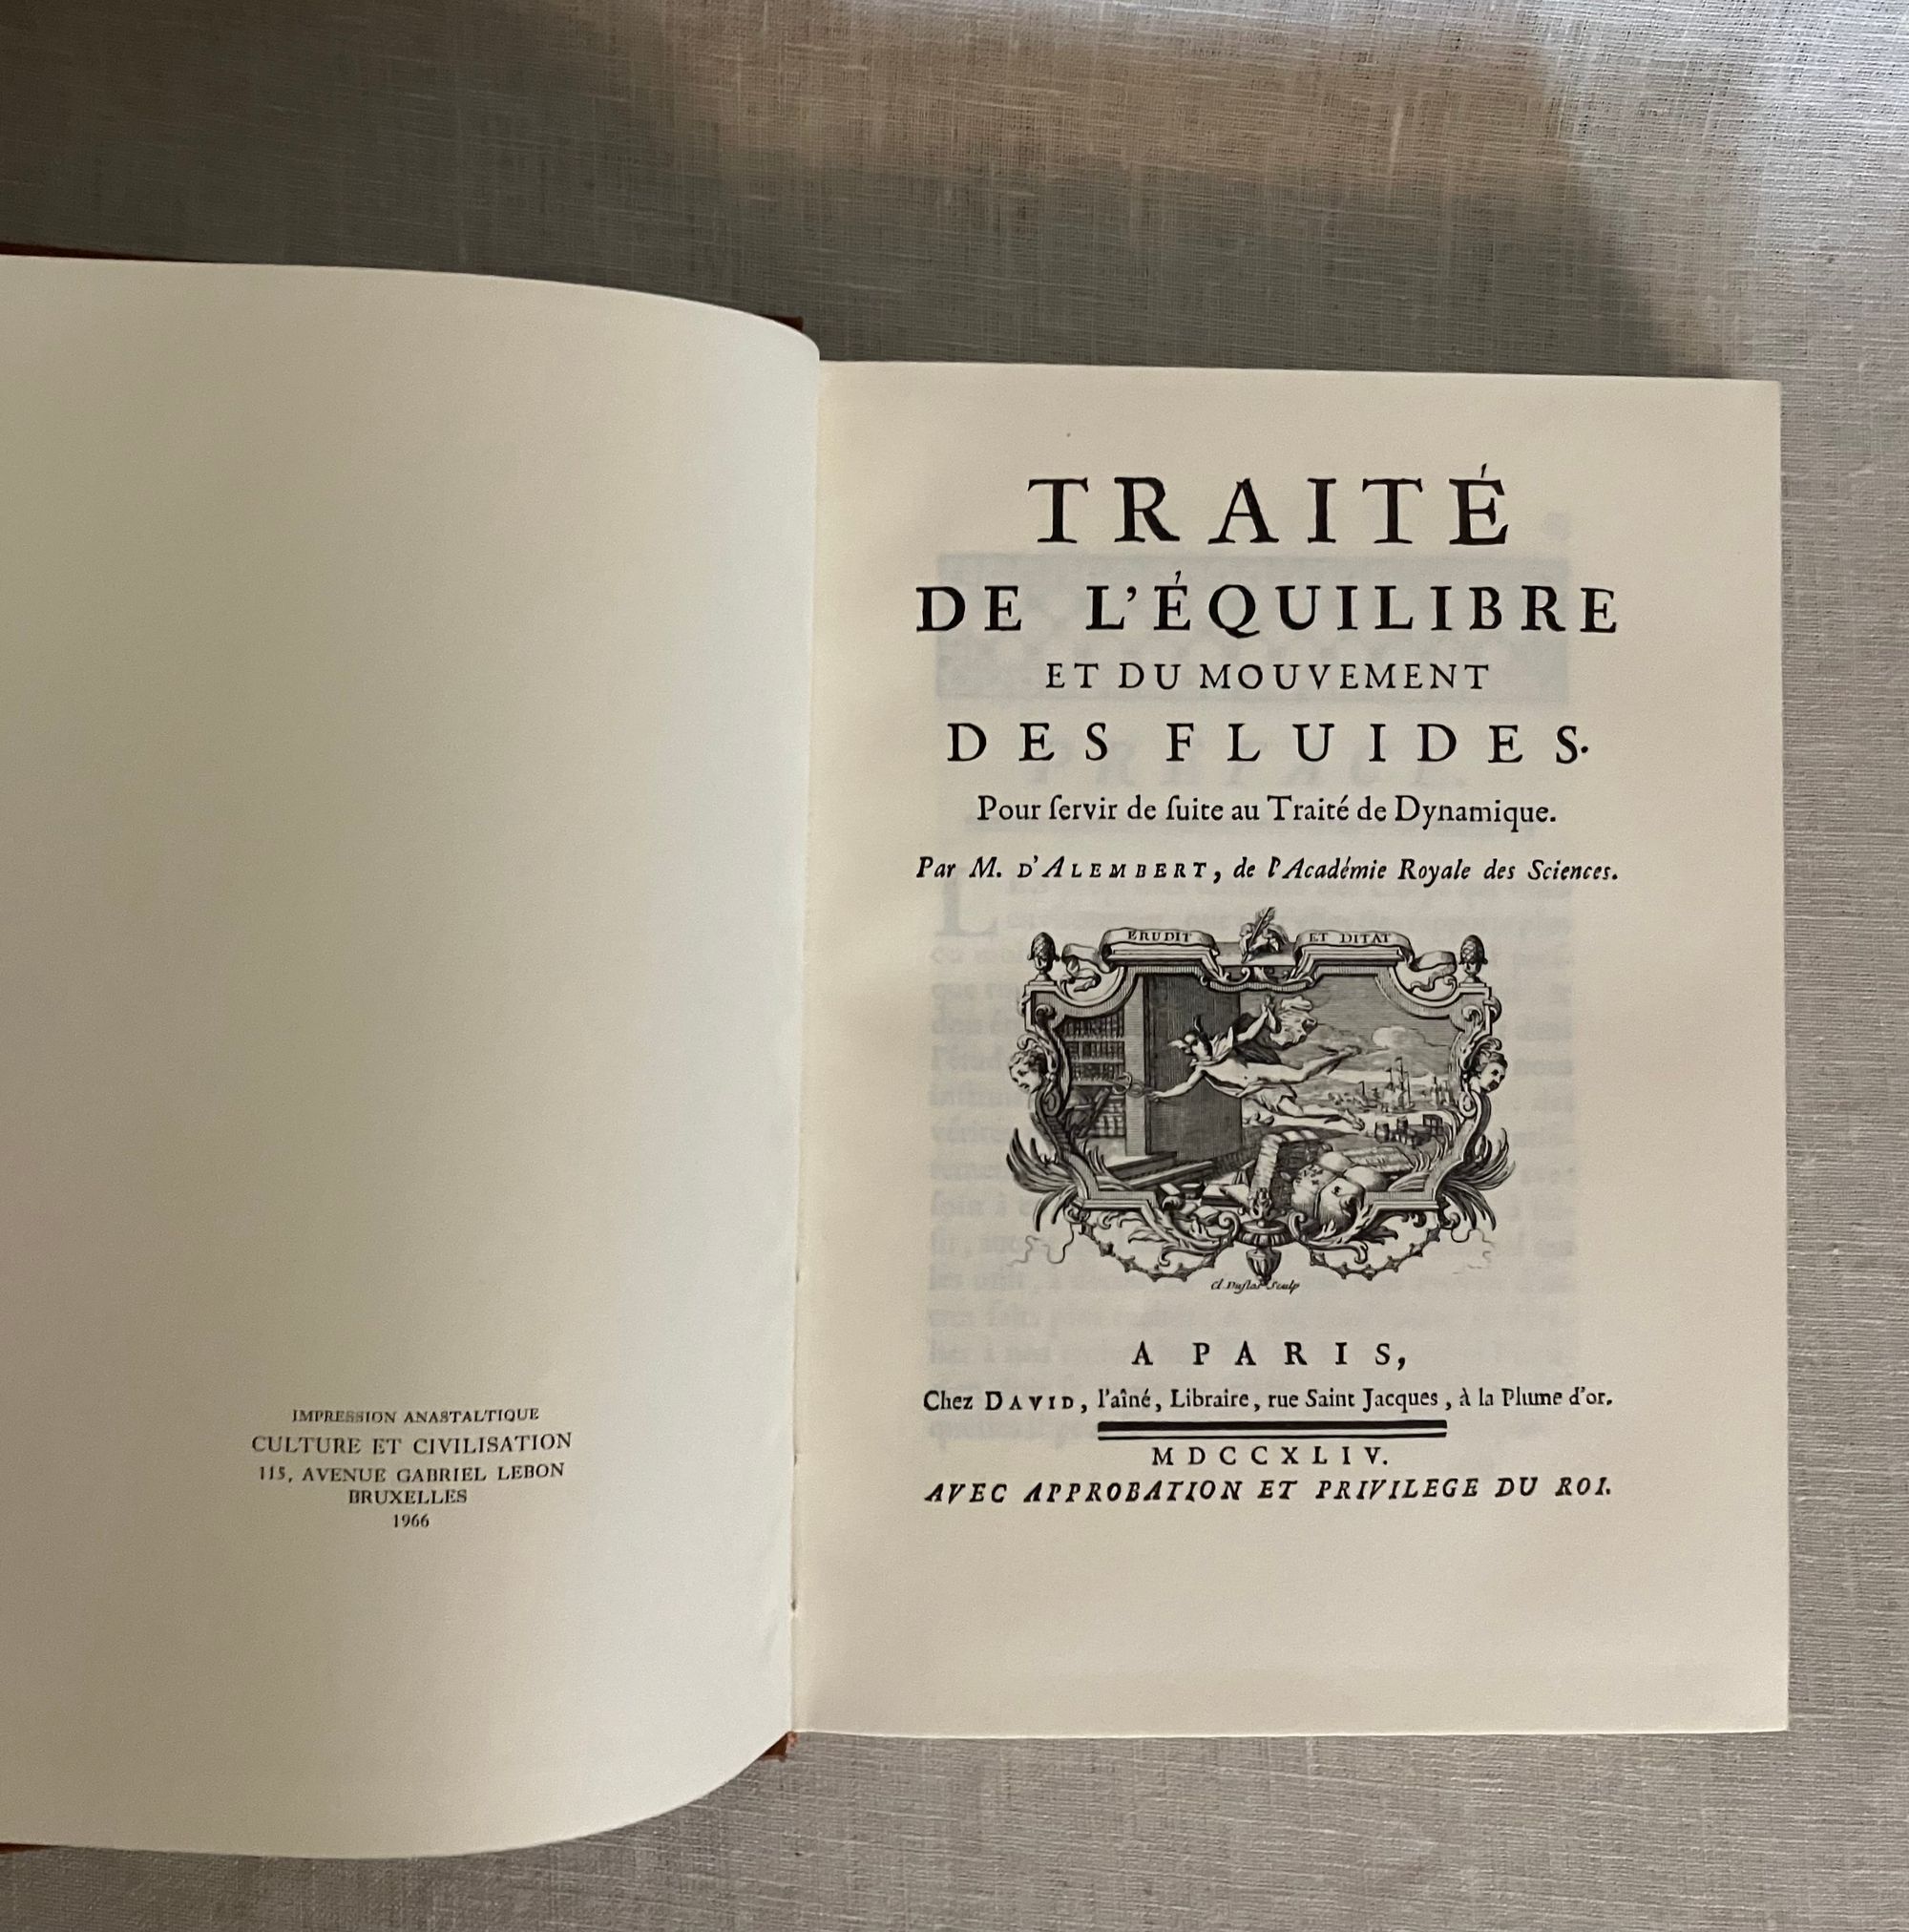 IMPRESSION ANASTALTIQUE
CULTURE ET CIVILISATION
115, AVENUE GABRIEL LEBON
BRUXELLES
1966
TRAITÉ
DE L'ÉQUILIBRE
ET DU MOUVEMENT
DES FLUIDES.
Pour ſervir de ſuite au Traité de Dynamique.
Par M. D'ALEMBERT, de l'Académie Royale des Sciences.
ERUDIT ET DITAT
A PARIS,
Chez DAVID, l'aîné, Libraire, rue Saint Jacques, à la Plume d'or.
MDCCXLIV.
AVEC APPROBATION ET PRIVILEGE DU ROI.